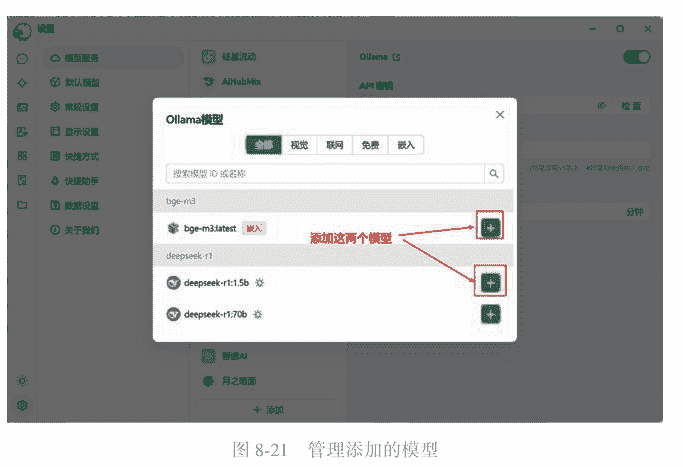 设置
模型服务
默认模型
常规设置
显示设置
快捷方式
快捷助手
数据设置
关于我们
硅基流动
AiHubMix
Ollama
API 密钥
检查
分钟
Ollama模型
全部 视觉 联网 免费 嵌入
搜索模型 ID 或名称
bge-m3
bge-m3:latest 嵌入
添加这两个模型
deepseek-r1
deepseek-r1:1.5b
deepseek-r1:70b
月之暗面
添加
图 8-21 管理添加的模型